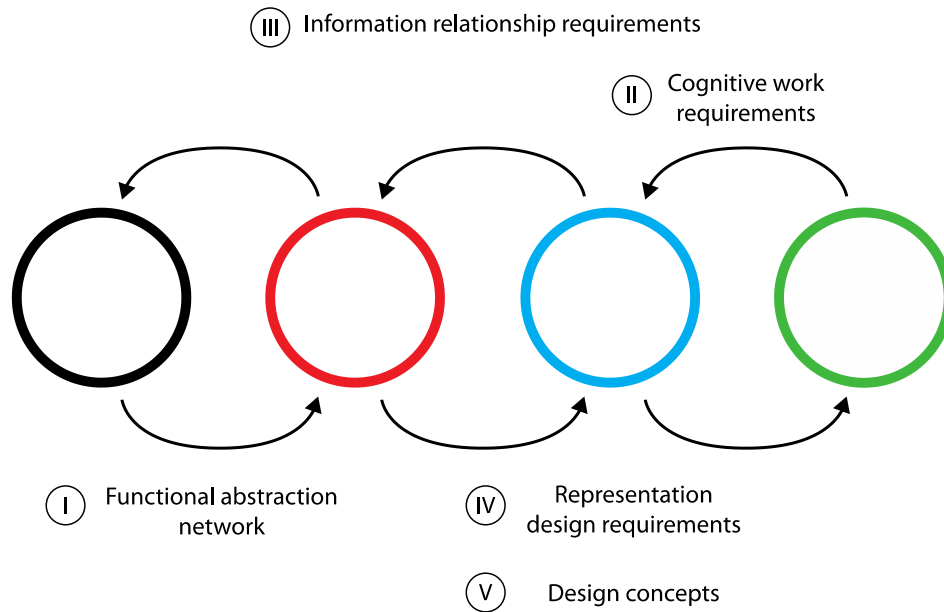 III Information relationship requirements
II Cognitive work
requirements
I Functional abstraction
network
IV Representation
design requirements
V Design concepts